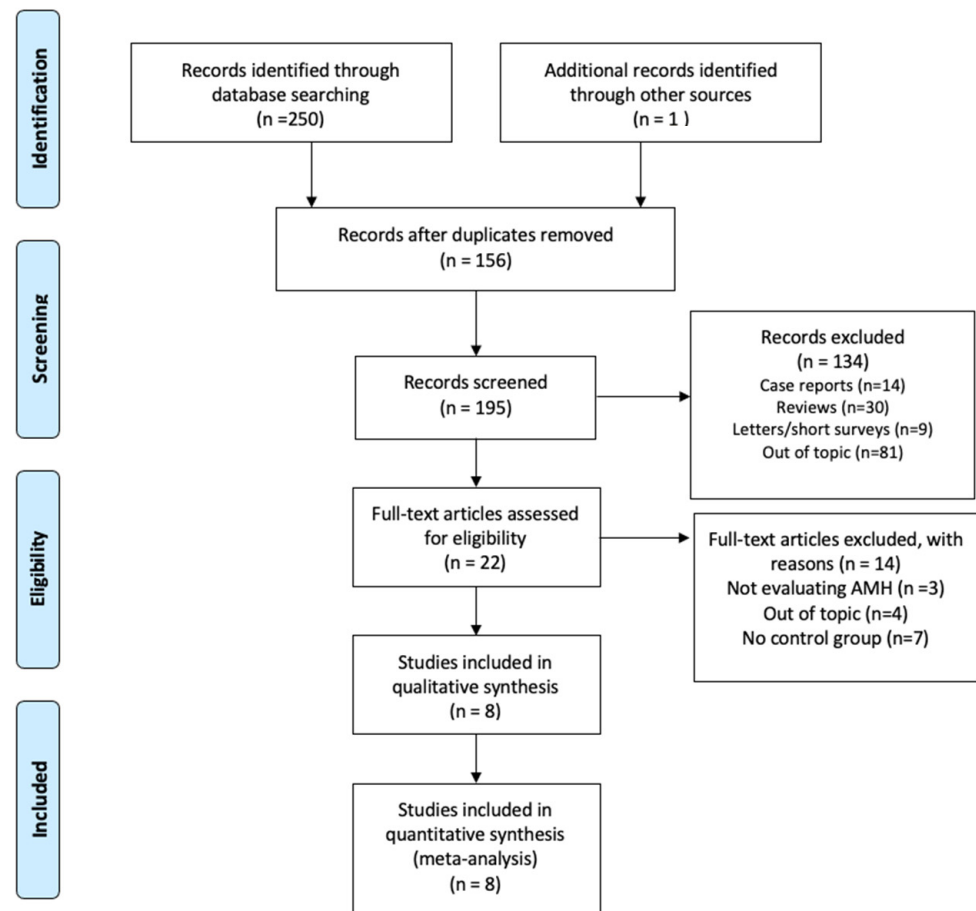 Identification
Records identified through
database searching
(n =250)
Additional records identified
through other sources
(n = 1 )
Records after duplicates removed
(n = 156)
Screening
Records screened
(n = 195)
Records excluded
(n = 134)
Case reports (n=14)
Reviews (n=30)
Letters/short surveys (n=9)
Out of topic (n=81)
Eligibility
Full-text articles assessed
for eligibility
(n = 22)
Full-text articles excluded, with
reasons (n = 14)
Not evaluating AMH (n =3)
Out of topic (n=4)
No control group (n=7)
Studies included in
qualitative synthesis
(n = 8)
Included
Studies included in
quantitative synthesis
(meta-analysis)
(n = 8)